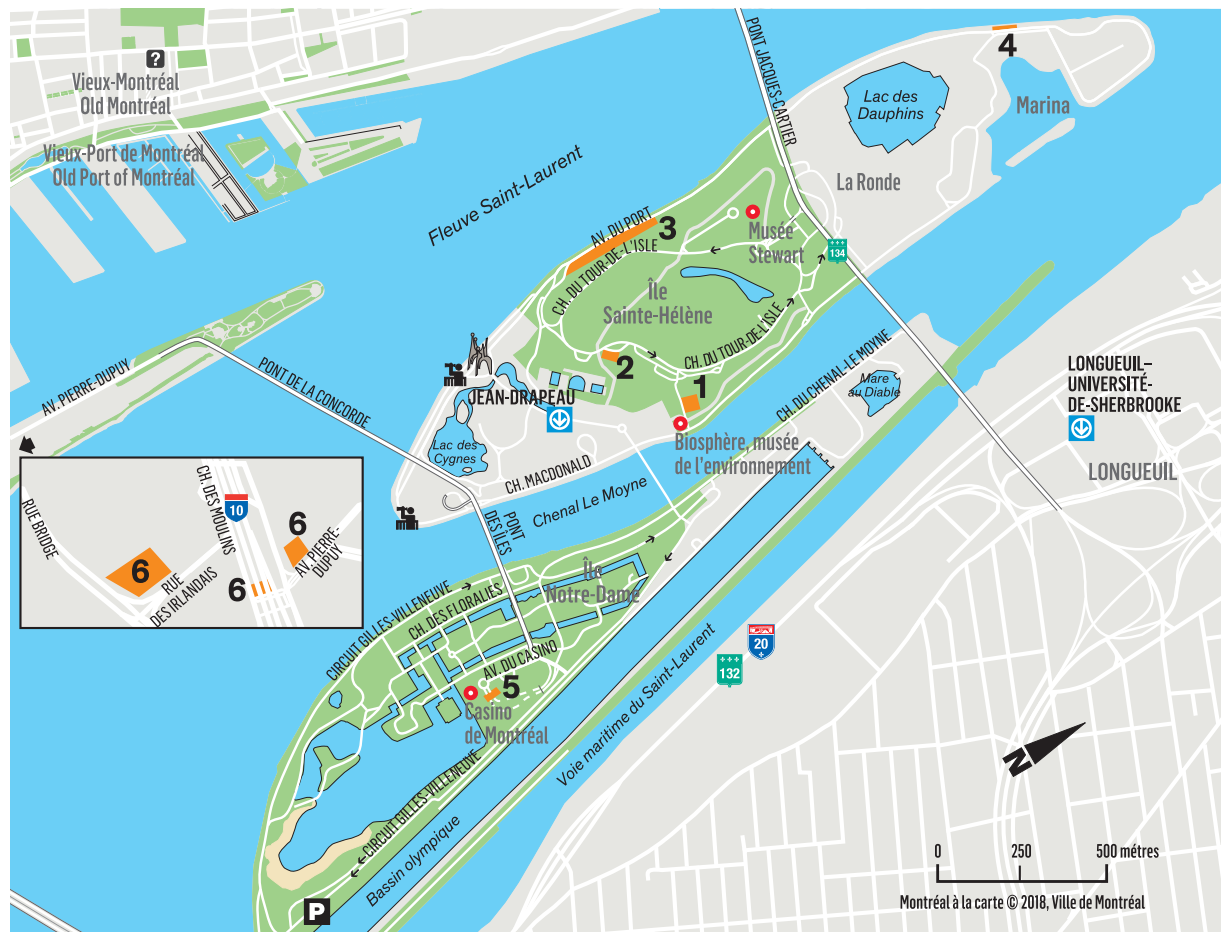 ?
Vieux-Montréal
Old Montréal
Vieux-Port de Montréal
Old Port of Montréal
Fleuve Saint-Laurent
PONT JACQUES-CARTIER
4
Lac des
Dauphins
Marina
La Ronde
AV. DU PORT
3
CH. DU TOUR-DE-L'ISLE
Musée
Stewart
134
Île
Sainte-Hélène
CH. DU TOUR-DE-L'ISLE
2
1
AV. PIERRE-DUPUY
PONT DE LA CONCORDE
JEAN-DRAPEAU
Lac des
Cygnes
CH. MACDONALD
Biosphère, musée
de l'environnement
CH. DU CHENAL-LE MOYNE
Mare
au Diable
LONGUEUIL–
UNIVERSITÉ-
DE-SHERBROOKE
LONGUEUIL
Chenal Le Moyne
PONT
DES ÎLES
RUE BRIDGE
CH. DES MOULINS
10
6
6
6
RUE
DES IRLANDAIS
AV. PIERRE-
DUPUY
Île
Notre-Dame
CIRCUIT GILLES-VILLENEUVE
CH. DES FLORALIES
AV. DU CASINO
5
Casino
de Montréal
CIRCUIT GILLES-VILLENEUVE
Bassin olympique
Voie maritime du Saint-Laurent
20
132
P
N
0 250 500 métres
Montréal à la carte © 2018, Ville de Montréal